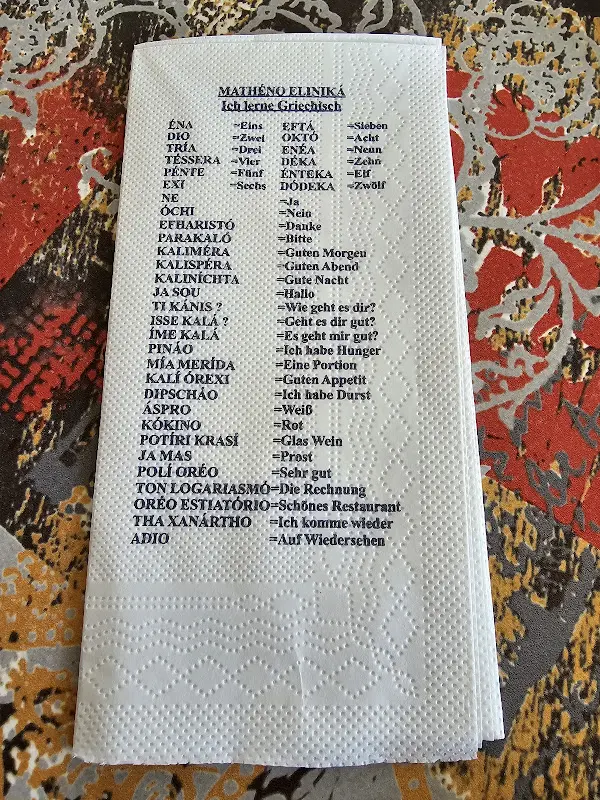 MATHÉNO ELINIKÁ
Ich lerne Griechisch
ÉNA =Eins EFTÁ =Sieben
DIO =Zwei OKTÓ =Acht
TRÍA =Drei ENÉA =Neun
TÉSSERA =Vier DÉKA =Zehn
PÉNTE =Fünf ÉNTEKA =Elf
EXI =Sechs DÓDEKA =Zwölf
NE =Ja
ÓCHI =Nein
EFHARISTÓ =Danke
PARAKALÓ =Bitte
KALIMÉRA =Guten Morgen
KALISPÉRA =Guten Abend
KALINÍCHTA =Gute Nacht
JA SOU =Hallo
TI KÁNIS ? =Wie geht es dir?
ISSE KALÁ ? =Geht es dir gut?
ÍME KALÁ =Es geht mir gut?
PINÁO =Ich habe Hunger
MÍA MERÍDA =Eine Portion
KALÍ ÓREXI =Guten Appetit
DIPSCHÁO =Ich habe Durst
ÁSPRO =Weiß
KÓKINO =Rot
POTÍRI KRASÍ =Glas Wein
JA MAS =Prost
POLÍ ORÉO =Sehr gut
TON LOGARIASMÓ=Die Rechnung
ORÉO ESTIATÓRIO=Schönes Restaurant
THA XANÁRTHO =Ich komme wieder
ADIO =Auf Wiedersehen